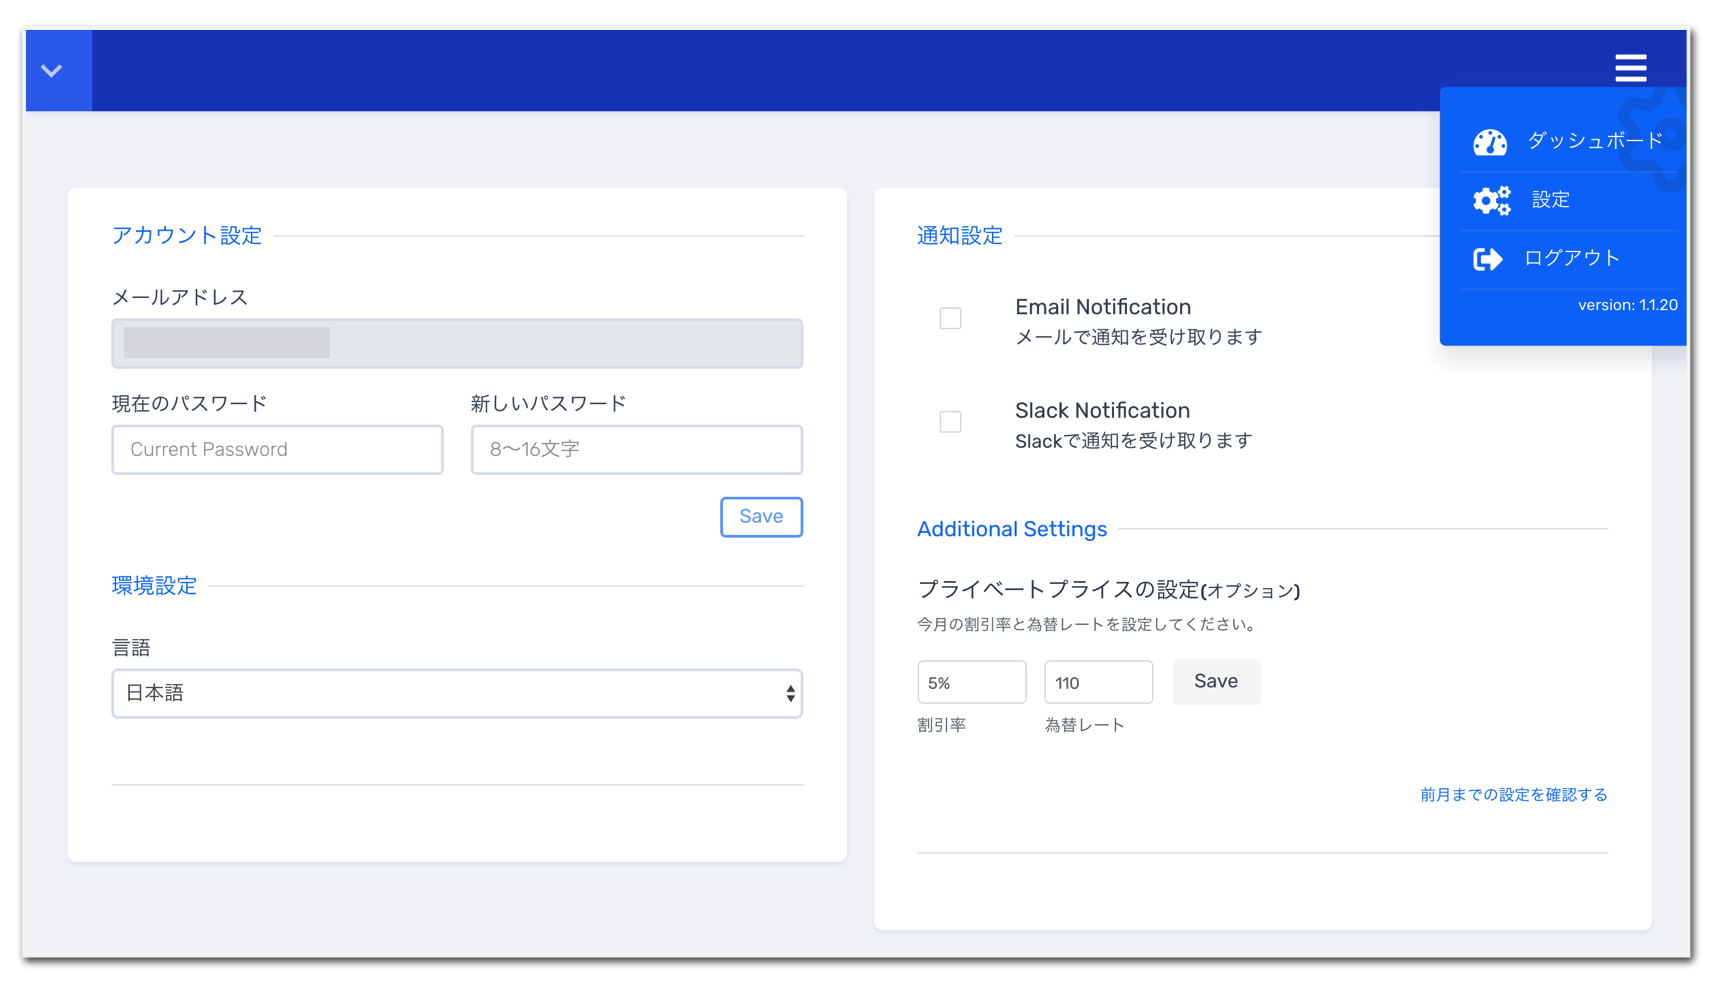 ダッシュボード
設定
ログアウト
version: 1.1.20
アカウント設定
メールアドレス
現在のパスワード
新しいパスワード
Current Password
8〜16文字
Save
環境設定
言語
日本語
通知設定
Email Notification
メールで通知を受け取ります
Slack Notification
Slackで通知を受け取ります
Additional Settings
プライベートプライスの設定(オプション)
今月の割引率と為替レートを設定してください。
5%
110
Save
割引率
為替レート
前月までの設定を確認する